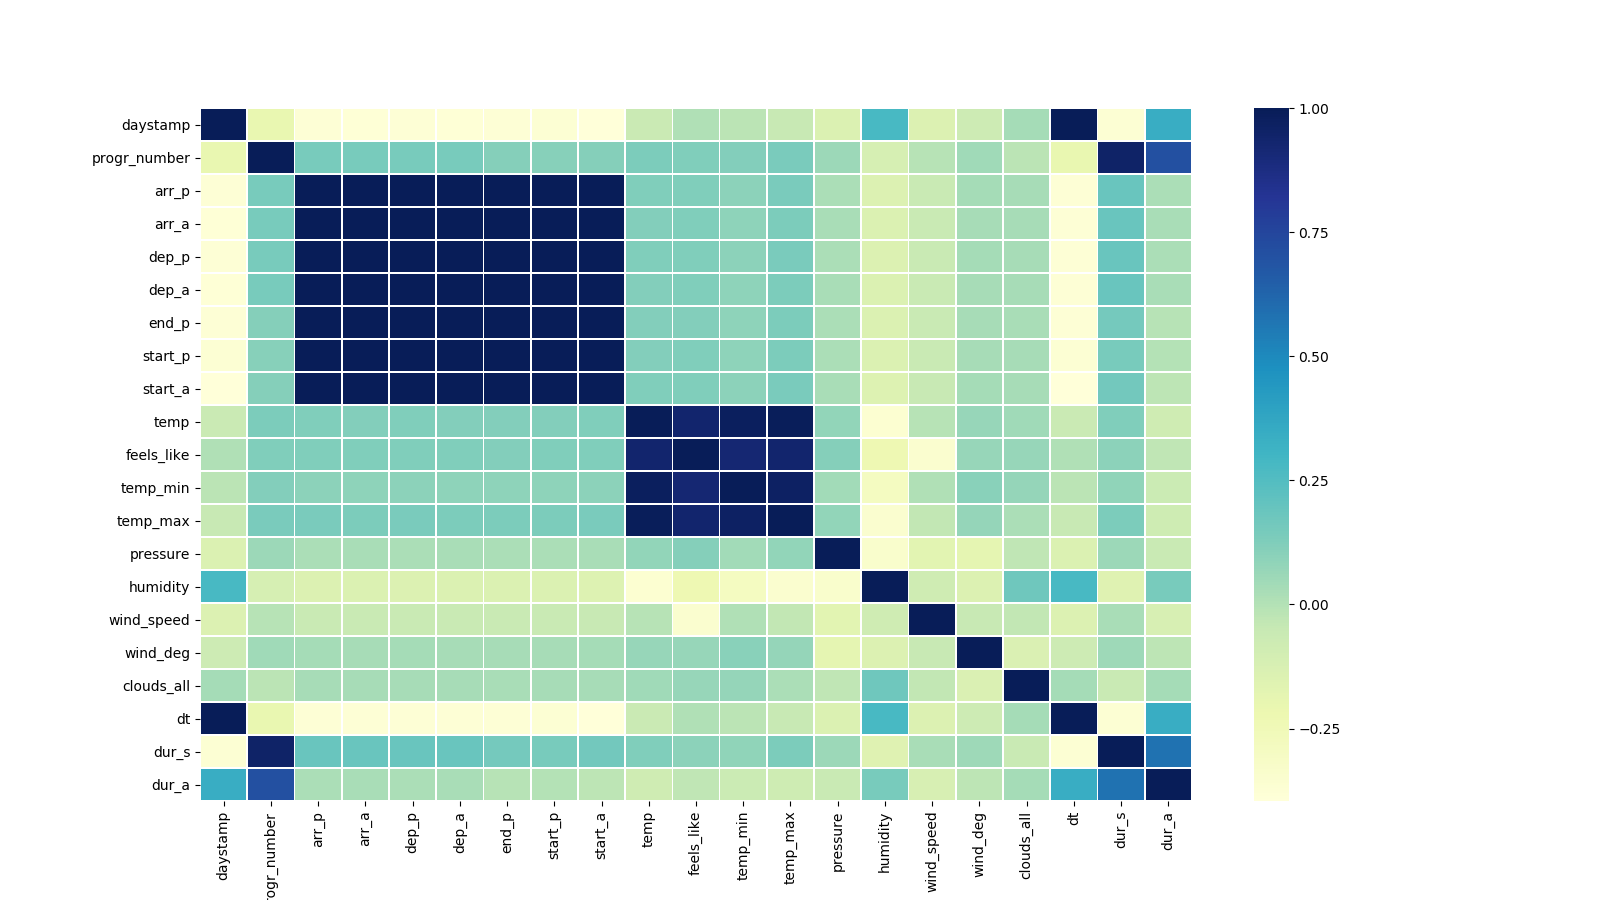 daystamp
progr_number
arr_p
arr_a
dep_p
dep_a
end_p
start_p
start_a
temp
feels_like
temp_min
temp_max
pressure
humidity
wind_speed
wind_deg
clouds_all
dt
dur_s
dur_a
daystamp
rogr_number
arr_p
arr_a
dep_p
dep_a
end_p
start_p
start_a
temp
feels_like
temp_min
temp_max
pressure
humidity
wind_speed
wind_deg
clouds_all
dt
dur_s
dur_a
1.00
0.75
0.50
0.25
0.00
−0.25